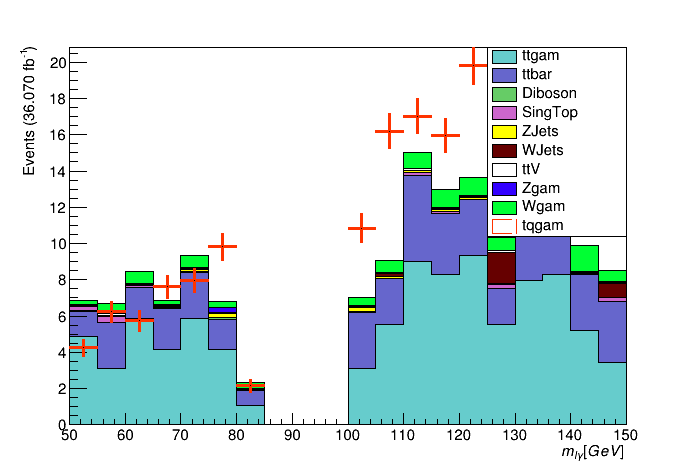 Events (36.070 fb⁻¹)
20
18
16
14
12
10
8
6
4
2
0
50 60 70 80 90 100 110 120 130 140 150
m_lγ[GeV]
ttgam
ttbar
Diboson
SingTop
ZJets
WJets
ttV
Zgam
Wgam
tqgam